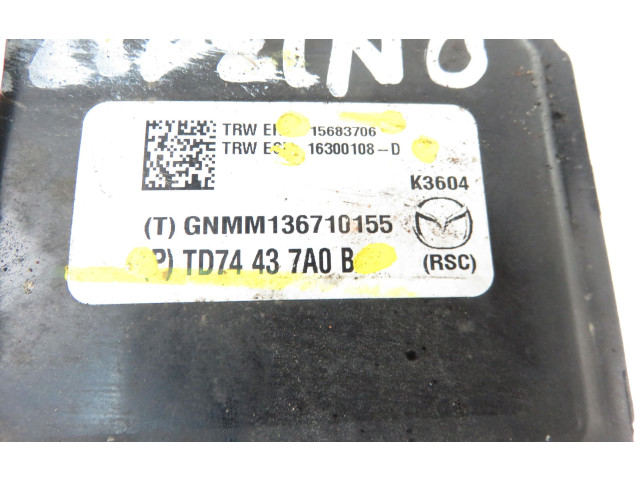 TRW 15683706
TRW 16300108-D
K3604
(T) GNMM136710155
P) TD74 43 7A0 B
(RSC)